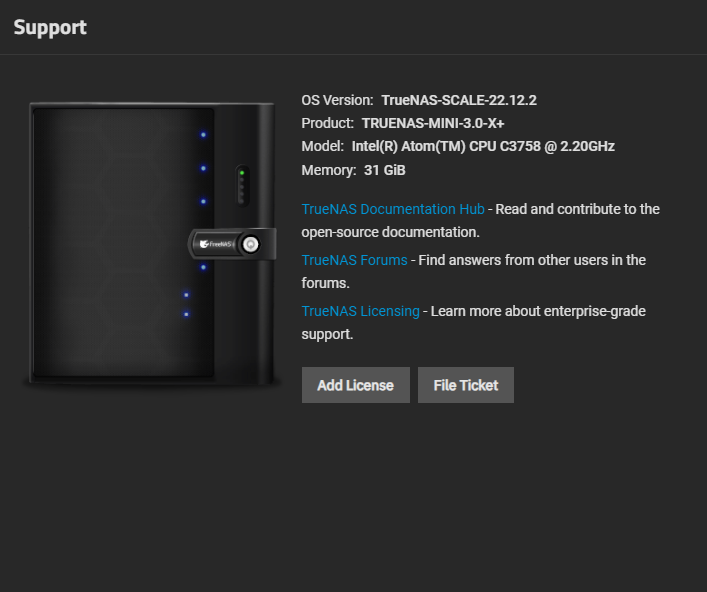 Support
OS Version: TrueNAS-SCALE-22.12.2
Product: TRUENAS-MINI-3.0-X+
Model: Intel(R) Atom(TM) CPU C3758 @ 2.20GHz
Memory: 31 GiB
TrueNAS Documentation Hub - Read and contribute to the
open-source documentation.
FreeNAS
TrueNAS Forums - Find answers from other users in the
forums.
TrueNAS Licensing - Learn more about enterprise-grade
support.
Add License
File Ticket